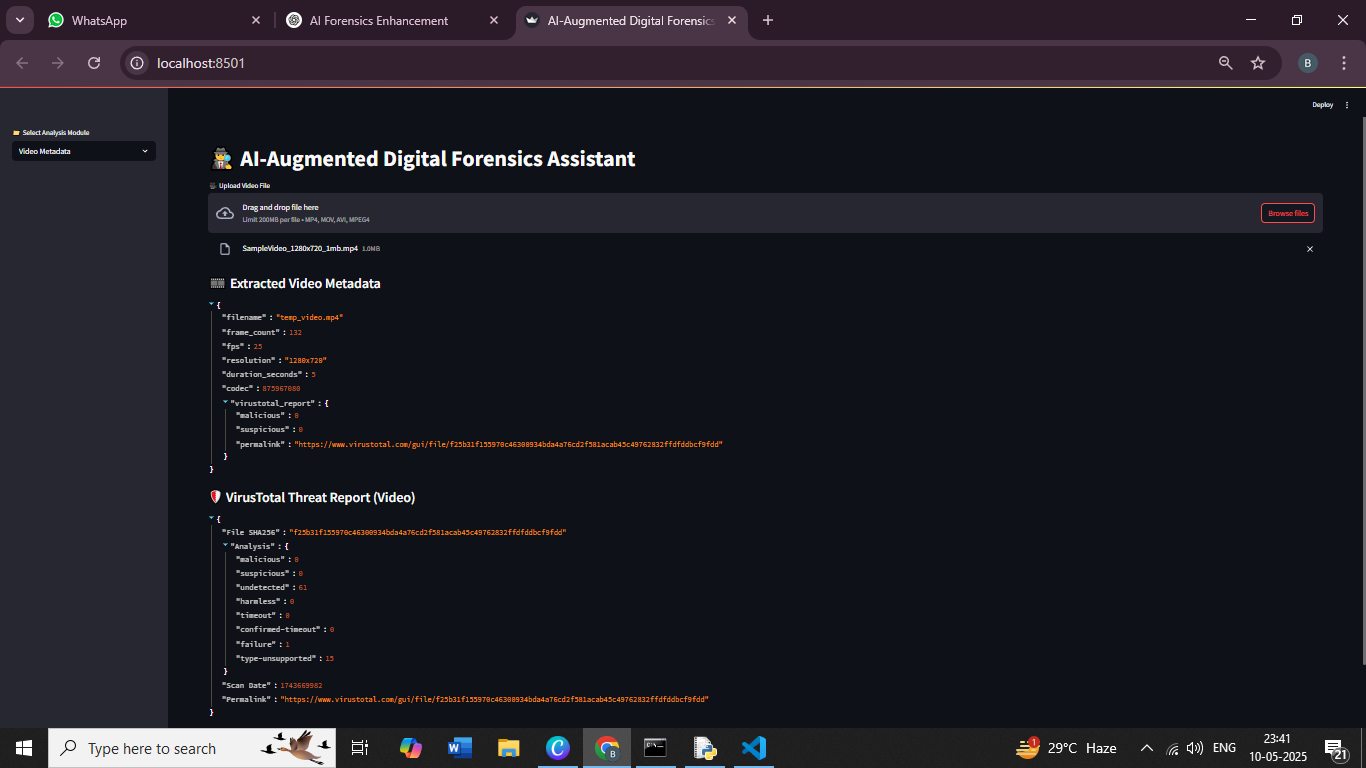 WhatsApp
AI Forensics Enhancement
AI-Augmented Digital Forensics
localhost:8501
B
Deploy
Select Analysis Module
Video Metadata
AI-Augmented Digital Forensics Assistant
Upload Video File
Drag and drop file here
Limit 200MB per file • MP4, MOV, AVI, MPEG4
Browse files
SampleVideo_1280x720_1mb.mp4 1.0MB
Extracted Video Metadata
{
"filename" : "temp_video.mp4"
"frame_count" : 132
"fps" : 25
"resolution" : "1280x720"
"duration_seconds" : 5
"codec" : 875967080
"virustotal_report" : {
"malicious" : 0
"suspicious" : 0
"permalink" : "https://www.virustotal.com/gui/file/f25b31f155970c46300934bda4a76cd2f581acab45c49762832ffdfddbcf9fdd"
}
}
VirusTotal Threat Report (Video)
{
"File SHA256" : "f25b31f155970c46300934bda4a76cd2f581acab45c49762832ffdfddbcf9fdd"
"Analysis" : {
"malicious" : 0
"suspicious" : 0
"undetected" : 61
"harmless" : 0
"timeout" : 0
"confirmed-timeout" : 0
"failure" : 1
"type-unsupported" : 15
}
"Scan Date" : 1743669982
"Permalink" : "https://www.virustotal.com/gui/file/f25b31f155970c46300934bda4a76cd2f581acab45c49762832ffdfddbcf9fdd"
}
Type here to search
1
29°C Haze
ENG
23:41
10-05-2025
21